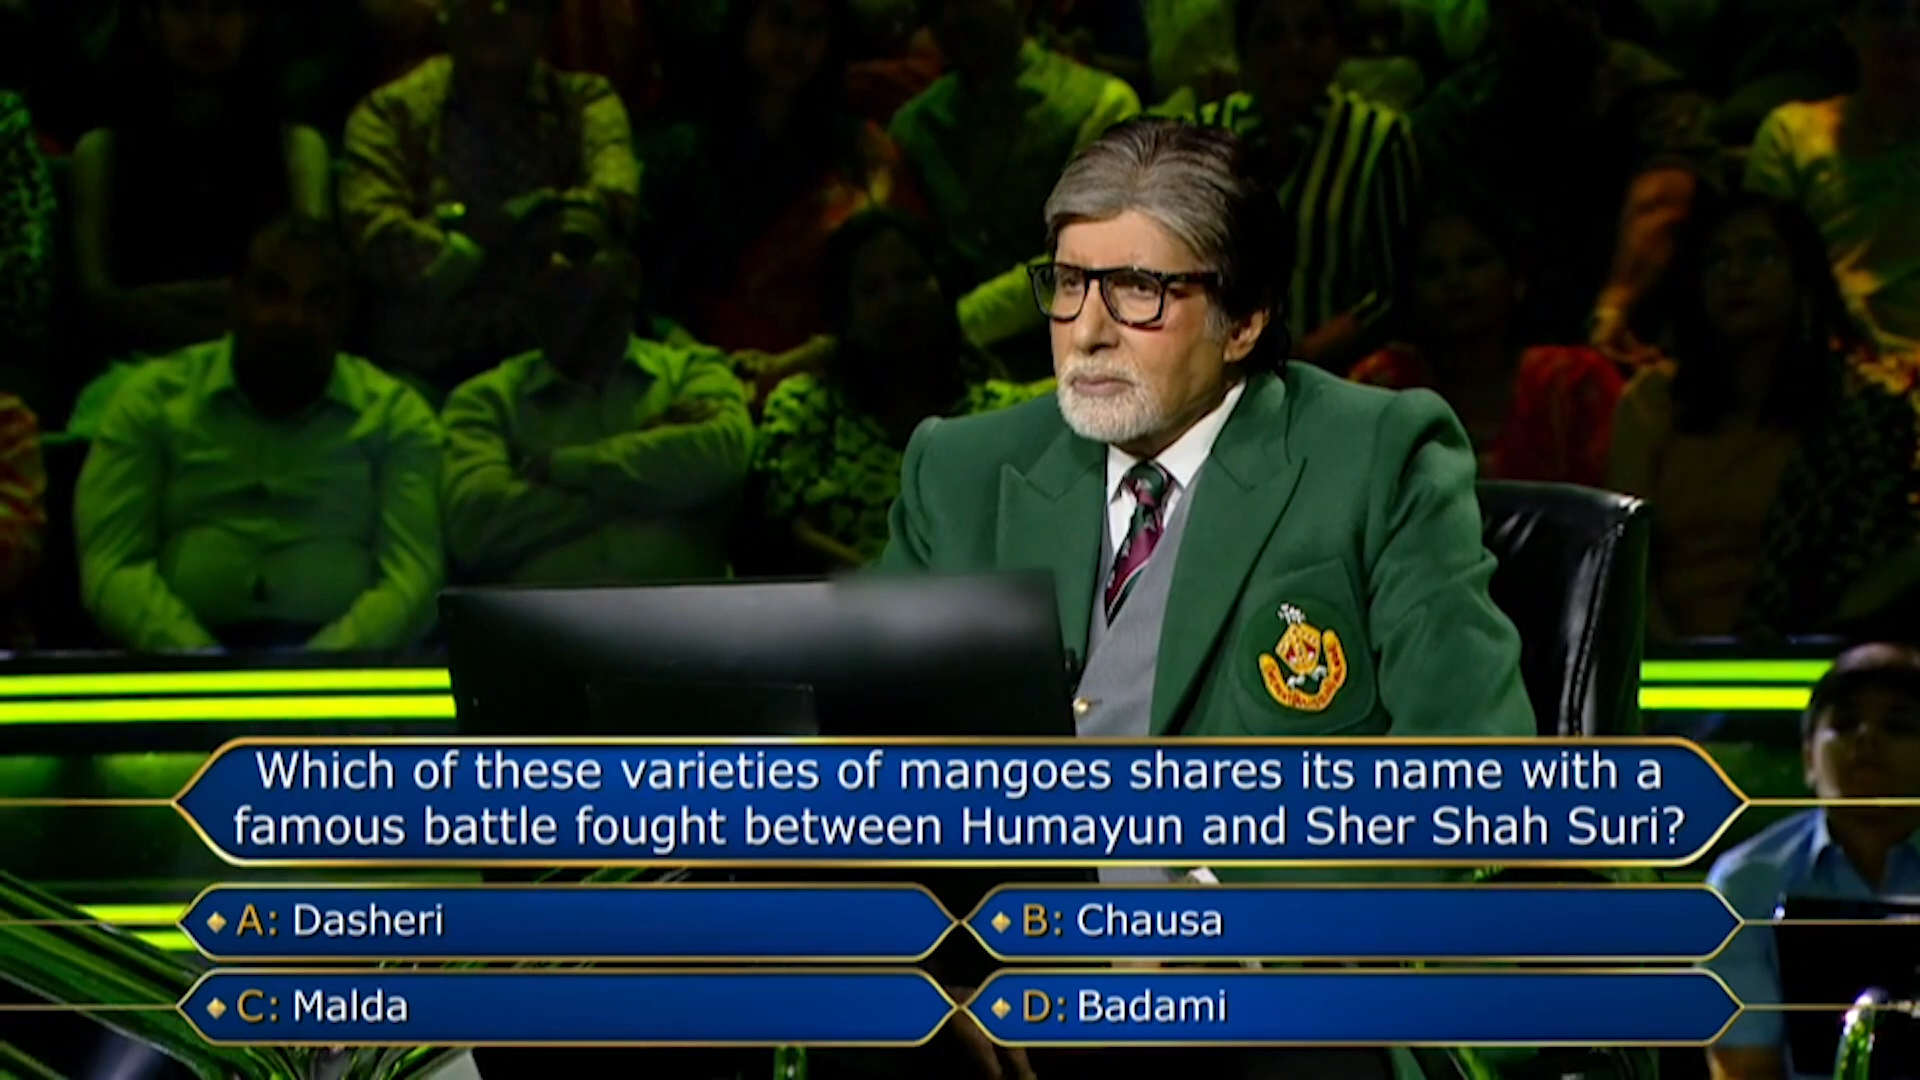 Which of these varieties of mangoes shares its name with a
famous battle fought between Humayun and Sher Shah Suri?
A: Dasheri
B: Chausa
C: Malda
D: Badami